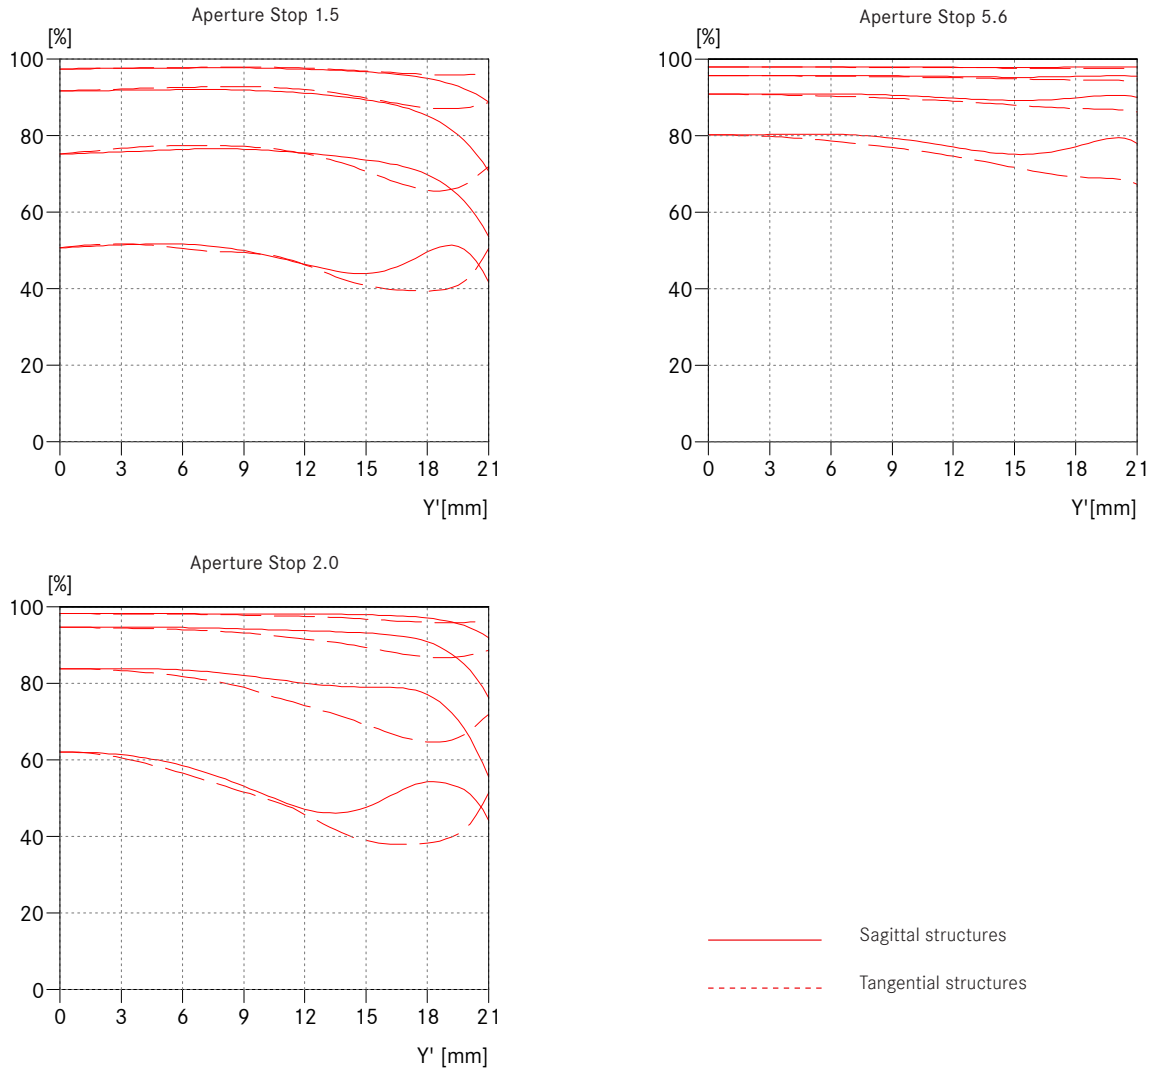 Aperture Stop 1.5
[%]
100
80
60
40
20
0
0 3 6 9 12 15 18 21
Y'[mm]
Aperture Stop 5.6
[%]
100
80
60
40
20
0
0 3 6 9 12 15 18 21
Y'[mm]
Aperture Stop 2.0
[%]
100
80
60
40
20
0
0 3 6 9 12 15 18 21
Y' [mm]
Sagittal structures
Tangential structures